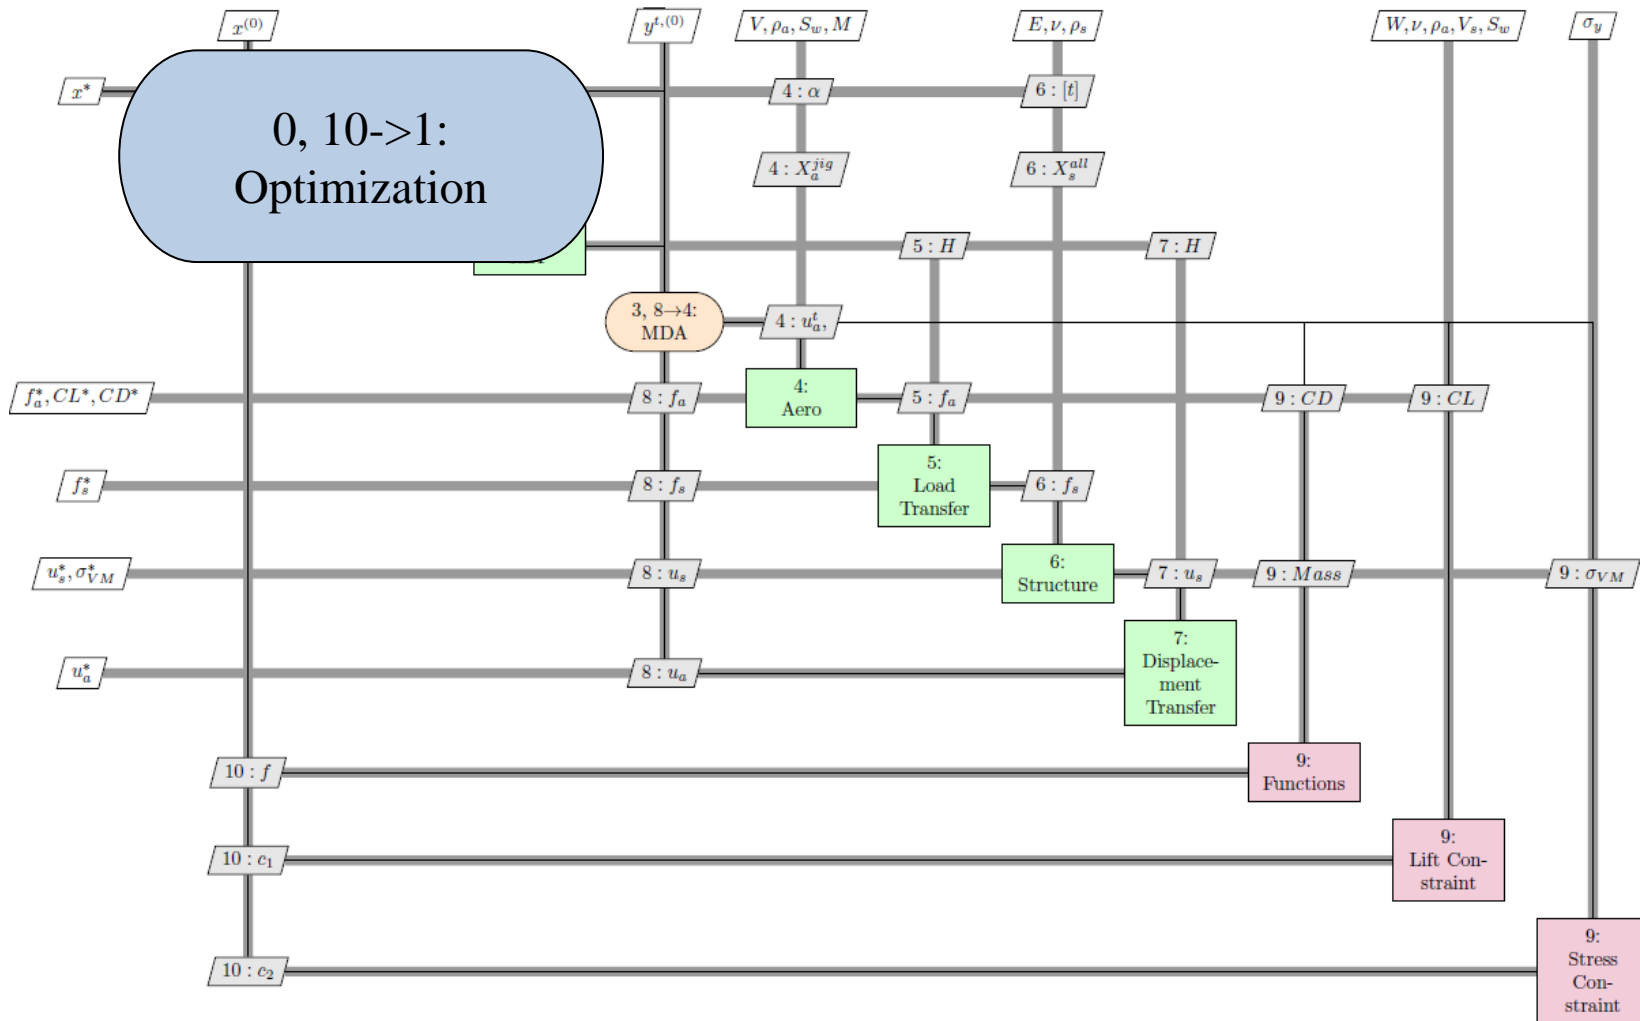 x^{(0)}
y^{t,(0)}
V, ρ_a, S_w, M
E, ν, ρ_s
W, ν, ρ_a, V_s, S_w
σ_y
x*
0, 10->1:
Optimization
4 : α
6 : [t]
4 : X_a^{jig}
6 : X_s^{all}
5 : H
7 : H
3, 8→4:
MDA
4 : u_a^t,
f_a^*, CL*, CD*
8 : f_a
4:
Aero
5 : f_a
9 : CD
9 : CL
f_s^*
8 : f_s
5:
Load
Transfer
6 : f_s
u_s^*, σ_{VM}^*
8 : u_s
6:
Structure
7 : u_s
9 : Mass
9 : σ_{VM}
u_a^*
8 : u_a
7:
Displace-
ment
Transfer
10 : f
9:
Functions
10 : c_1
9:
Lift Con-
straint
10 : c_2
9:
Stress
Con-
straint